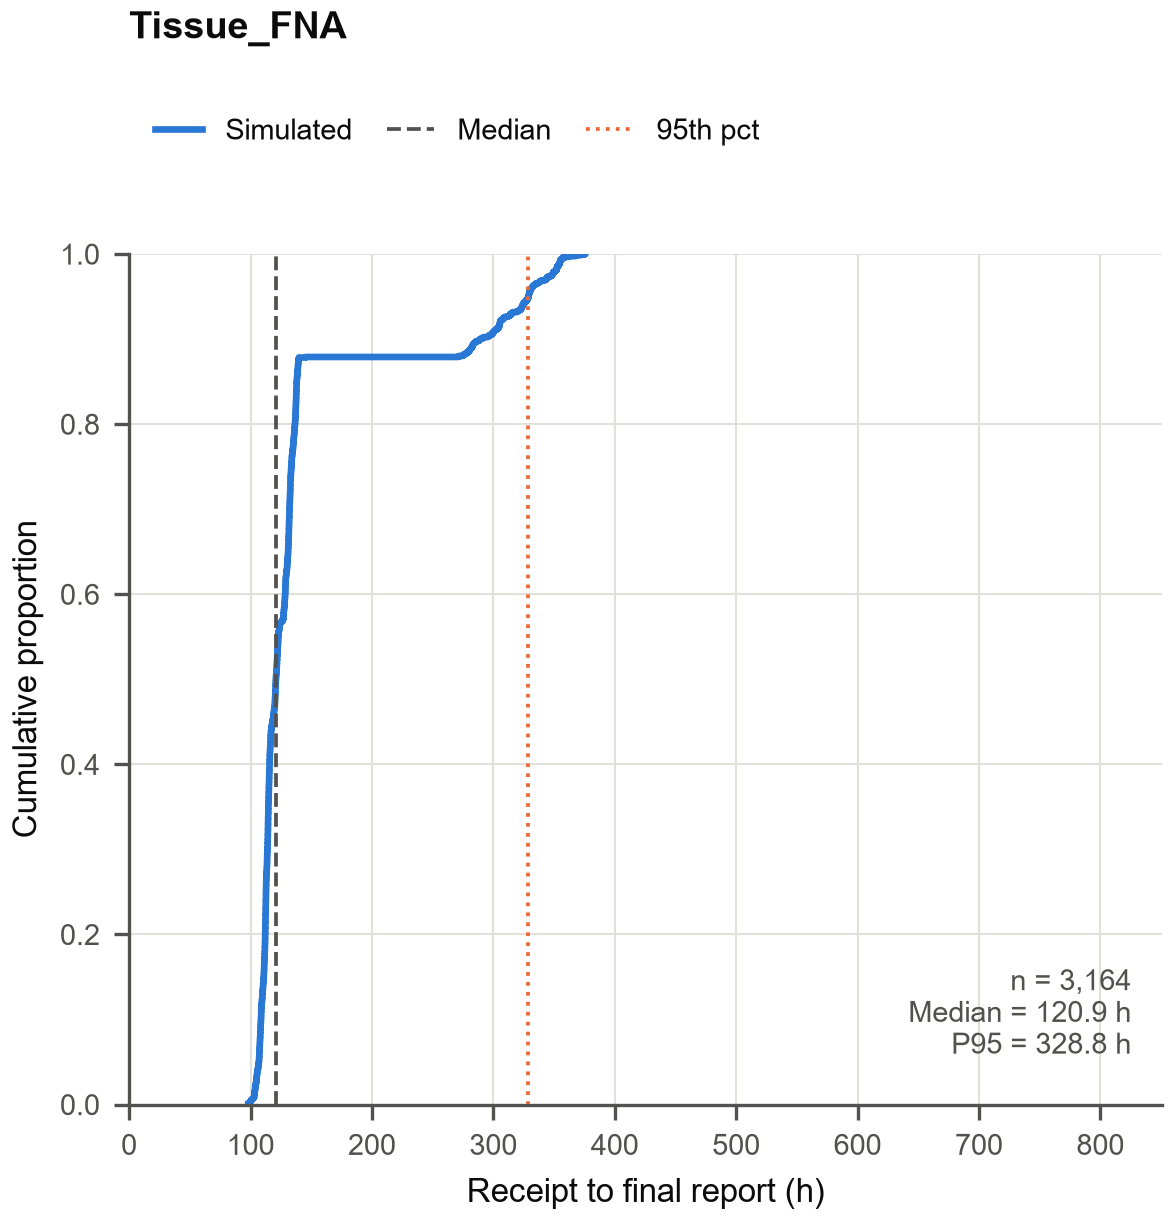 Tissue_FNA
Simulated Median 95th pct
1.0
0.8
0.6
0.4
0.2
0.0
Cumulative proportion
n = 3,164
Median = 120.9 h
P95 = 328.8 h
0 100 200 300 400 500 600 700 800
Receipt to final report (h)